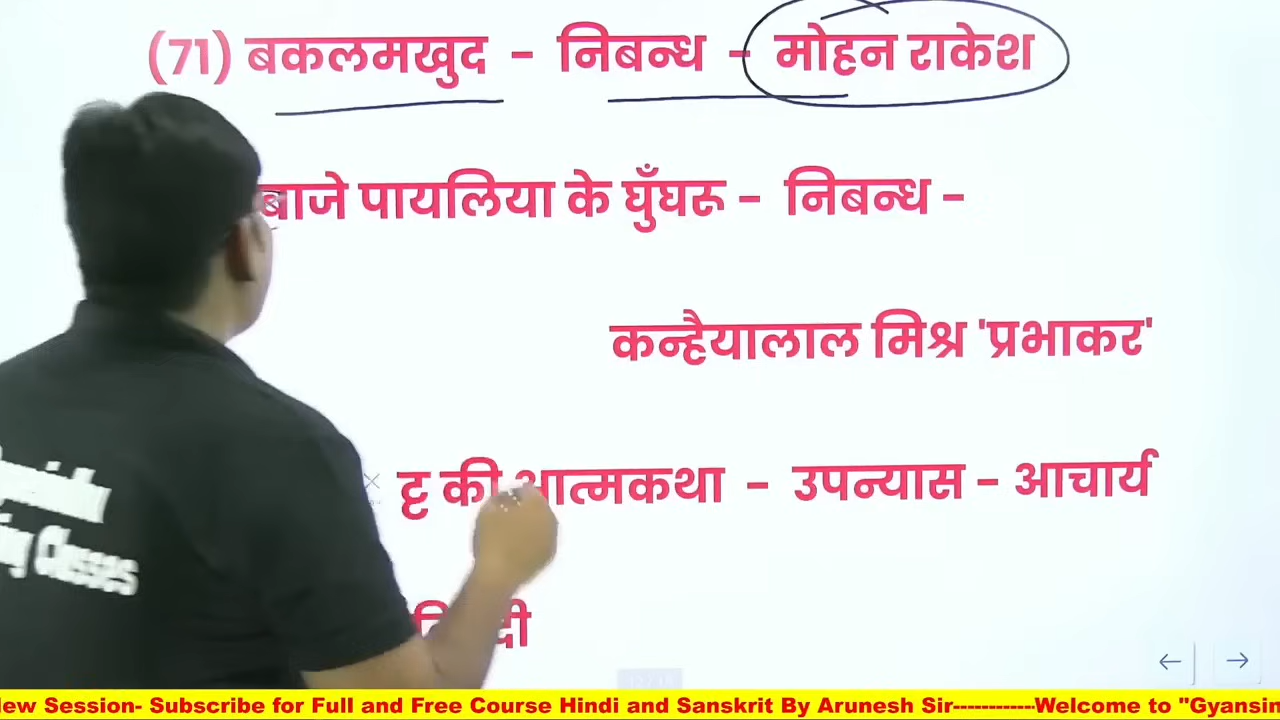 (71) बकलमखुद - निबन्ध - मोहन राकेश
बाजे पायलिया के घुँघरू - निबन्ध -
कन्हैयालाल मिश्र 'प्रभाकर'
की आत्मकथा - उपन्यास - आचार्य
Classes
New Session- Subscribe for Full and Free Course Hindi and Sanskrit By Arunesh Sir------------Welcome to "Gyansin